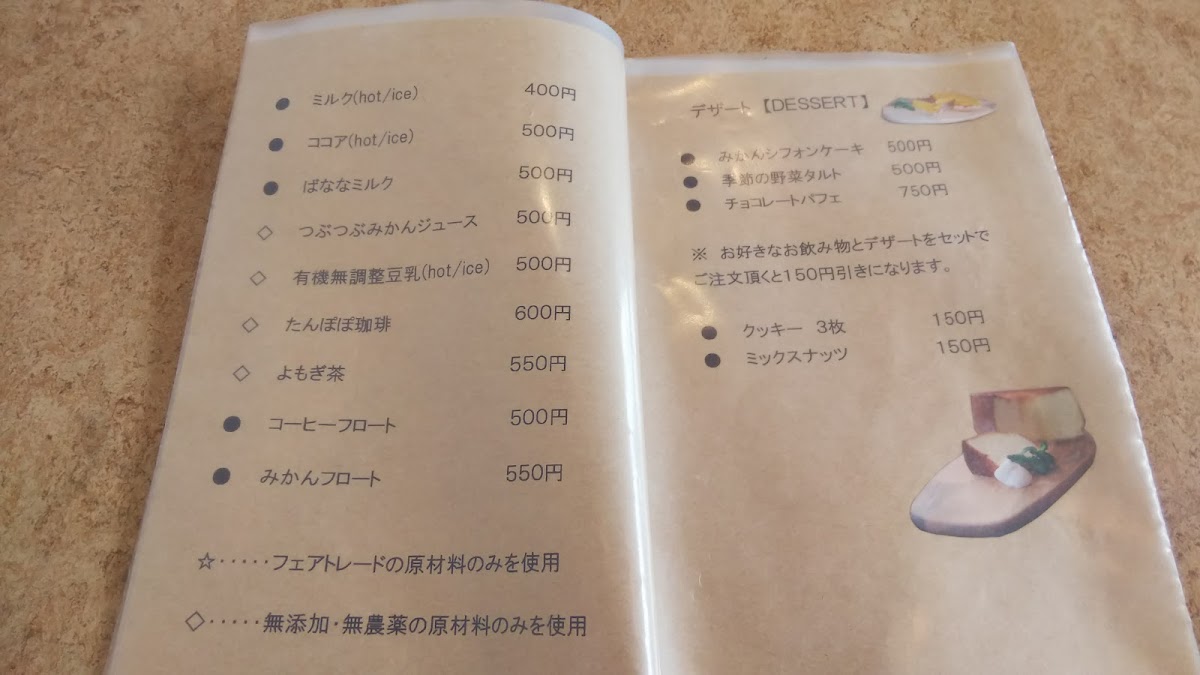 ● ミルク(hot/ice) 400円
● ココア(hot/ice) 500円
● ばななミルク 500円
◇ つぶつぶみかんジュース 500円
◇ 有機無調整豆乳(hot/ice) 500円
◇ たんぽぽ珈琲 600円
◇ よもぎ茶 550円
● コーヒーフロート 500円
● みかんフロート 550円
☆・・・・・フェアトレードの原材料のみを使用
◇・・・・・無添加・無農薬の原材料のみを使用
デザート 【DESSERT】
● みかんシフォンケーキ 500円
● 季節の野菜タルト 500円
● チョコレートパフェ 750円
※ お好きなお飲み物とデザートをセットで
ご注文頂くと150円引きになります。
● クッキー 3枚 150円
● ミックスナッツ 150円